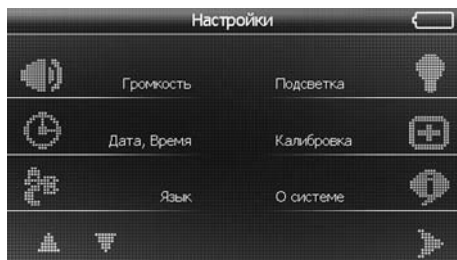 Настройки
Громкость
Подсветка
Дата, Время
Калибровка
Язык
О системе